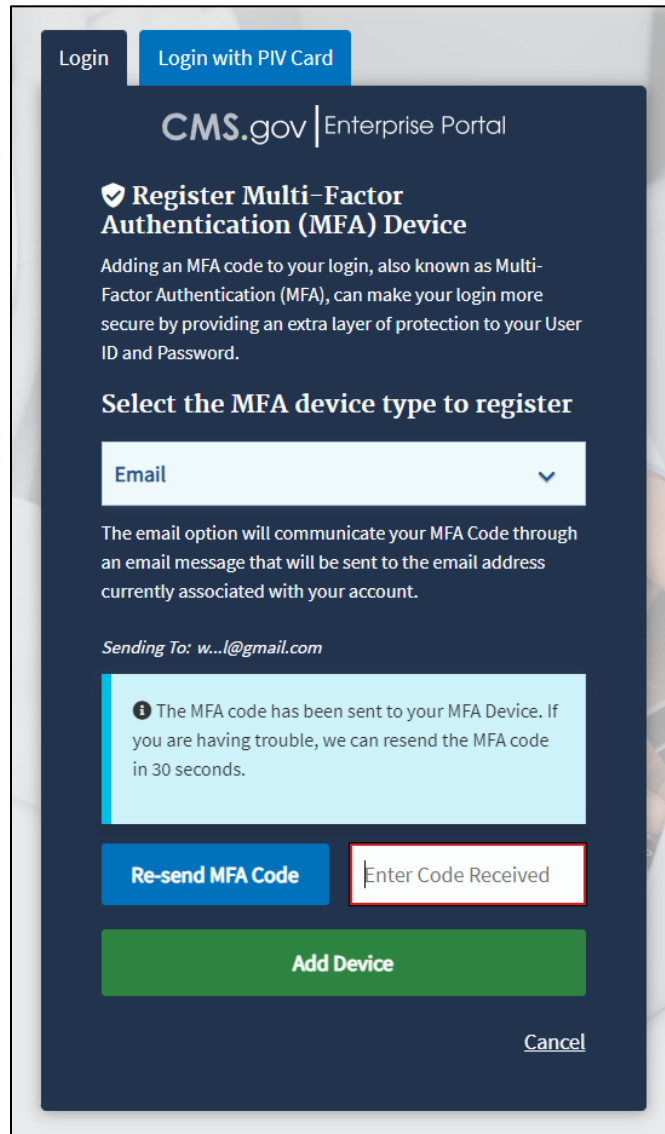 Login
Login with PIV Card
CMS.gov Enterprise Portal
Register Multi-Factor
Authentication (MFA) Device
Adding an MFA code to your login, also known as Multi-
Factor Authentication (MFA), can make your login more
secure by providing an extra layer of protection to your User
ID and Password.
Select the MFA device type to register
Email
The email option will communicate your MFA Code through
an email message that will be sent to the email address
currently associated with your account.
Sending To: w...l@gmail.com
The MFA code has been sent to your MFA Device. If
you are having trouble, we can resend the MFA code
in 30 seconds.
Re-send MFA Code
Enter Code Received
Add Device
Cancel